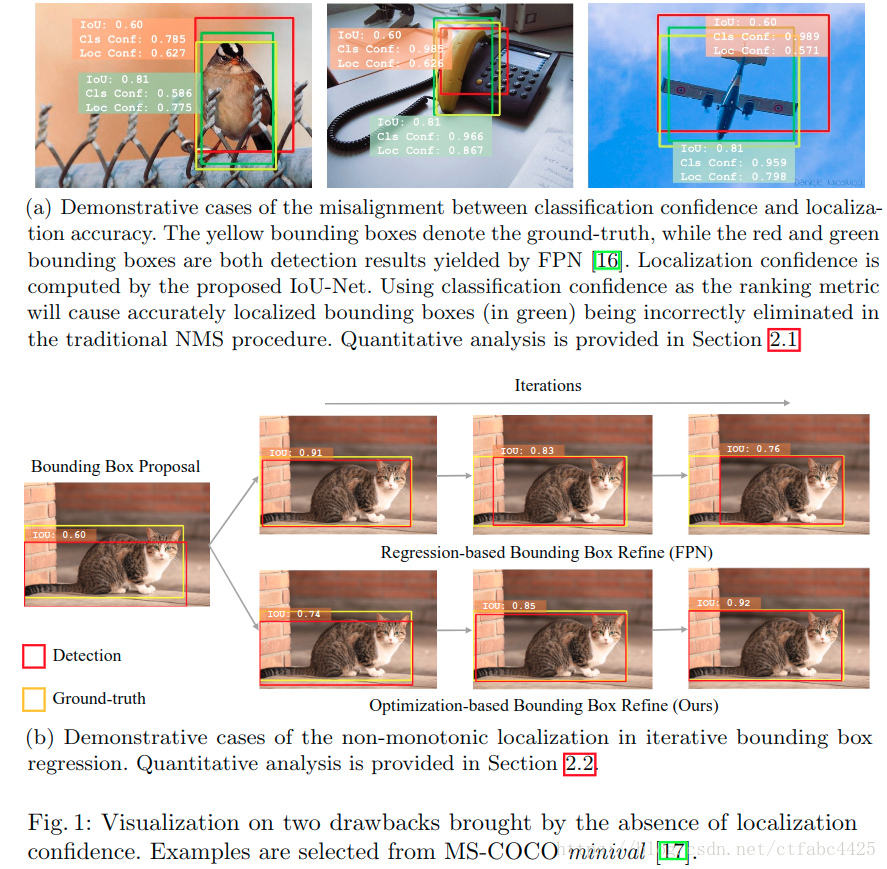 IoU: 0.60
Cls Conf: 0.785
Loc Conf: 0.627
IoU: 0.81
Cls Conf: 0.586
Loc Conf: 0.775
IoU: 0.60
Cls Conf: 0.985
Loc Conf: 0.626
IoU: 0.81
Cls Conf: 0.966
Loc Conf: 0.867
IoU: 0.60
Cls Conf: 0.989
Loc Conf: 0.571
IoU: 0.81
Cls Conf: 0.959
Loc Conf: 0.798
(a) Demonstrative cases of the misalignment between classification confidence and localiza-
tion accuracy. The yellow bounding boxes denote the ground-truth, while the red and green
bounding boxes are both detection results yielded by FPN [16]. Localization confidence is
computed by the proposed IoU-Net. Using classification confidence as the ranking metric
will cause accurately localized bounding boxes (in green) being incorrectly eliminated in
the traditional NMS procedure. Quantitative analysis is provided in Section 2.1
Iterations
Bounding Box Proposal
IOU: 0.60
IOU: 0.91
IOU: 0.83
IOU: 0.76
Regression-based Bounding Box Refine (FPN)
IOU: 0.74
IOU: 0.85
IOU: 0.92
Optimization-based Bounding Box Refine (Ours)
Detection
Ground-truth
(b) Demonstrative cases of the non-monotonic localization in iterative bounding box
regression. Quantitative analysis is provided in Section 2.2.
Fig. 1: Visualization on two drawbacks brought by the absence of localization
confidence. Examples are selected from MS-COCO minival [17].
csdn.net/ctfabc4425